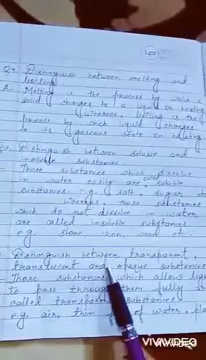 Q. Distinguish between melting and
boiling
A. Melting is the process by which a
solid changes to a liquid on heating
whereas, boiling is the
process by which liquid changes
to its gaseous state on heating
Distinguish between soluble and
insoluble substances
Those substances which dissolve
in water easily are soluble
substances e.g. salt, sugar etc
whereas, those substances
which do not dissolve in water
are called insoluble substances
e.g. stone iron, wood etc.
Distinguish between transparent,
translucent and opaque substances
Those substances which allow light
to pass through them fully are
called transparent substances
e.g. air, thin of water,
VIVAVIDEO